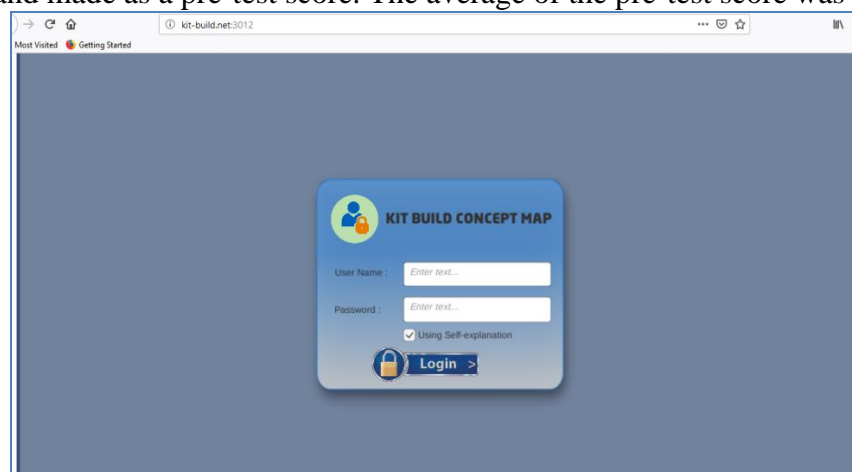 and made as a pre-test score. The average of the pre-test score was
kit-build.net:3012
Most Visited Getting Started
KIT BUILD CONCEPT MAP
User Name :
Enter text...
Password :
Enter text...
Using Self-explanation
Login >